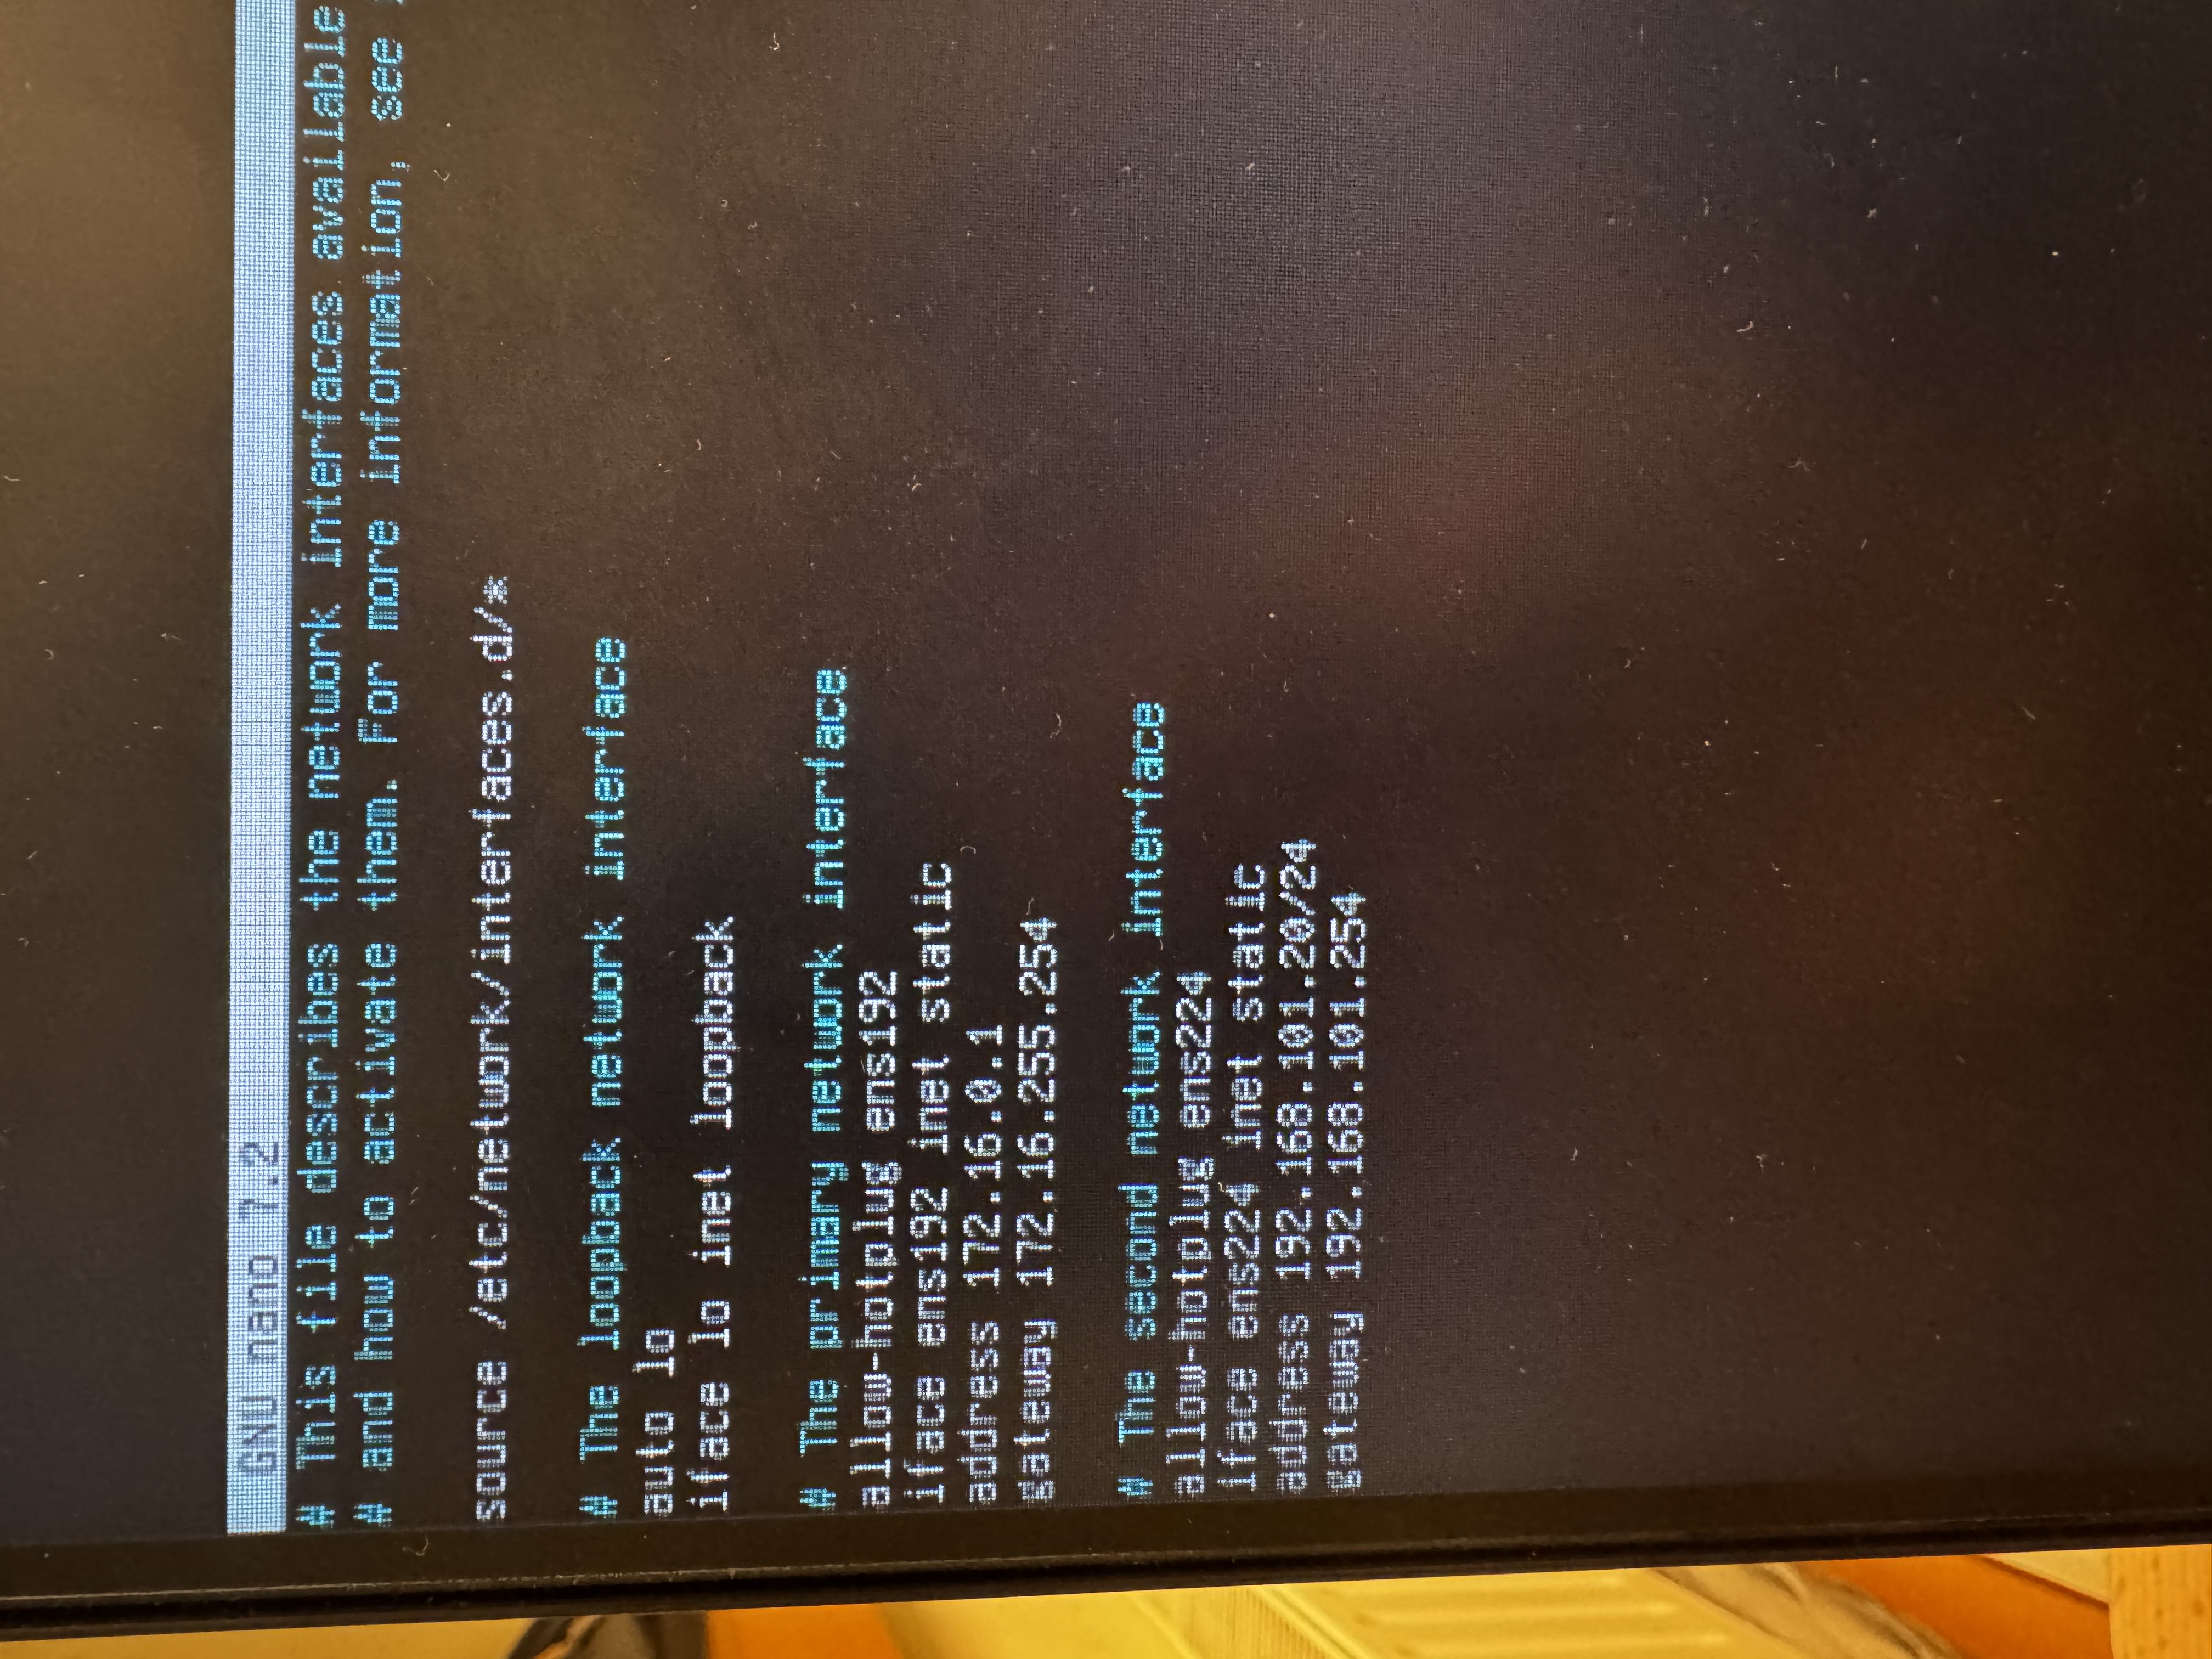 GNU nano 7.2
# This file describes the network interfaces available
# and how to activate them. For more information, see
source /etc/network/interfaces.d/*
# The loopback network interface
auto lo
iface lo inet loopback
# The primary network interface
allow-hotplug ens192
iface ens192 inet static
address 172.16.0.1
gateway 172.16.255.254
# The second network interface
allow-hotplug ens224
iface ens224 inet static
address 192.168.101.20/24
gateway 192.168.101.254